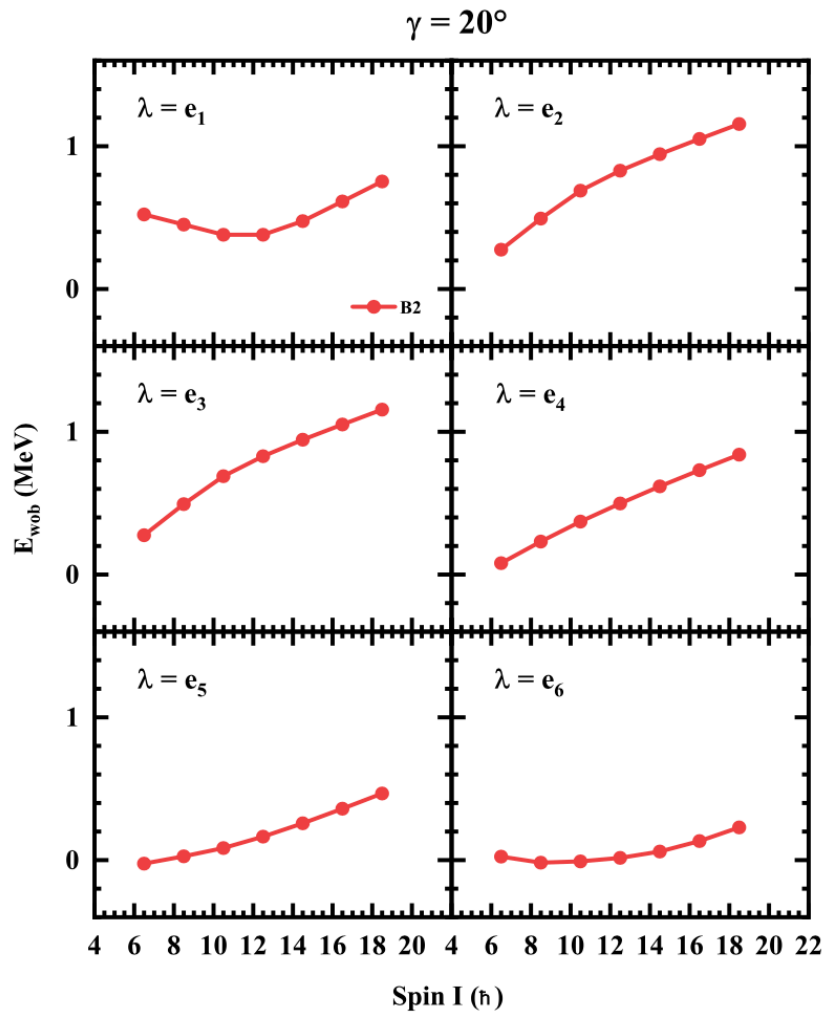 γ = 20°
λ = e₁
λ = e₂
1
0
B2
λ = e₃
λ = e₄
1
0
E_wob (MeV)
λ = e₅
λ = e₆
1
0
4 6 8 10 12 14 16 18 20 4 6 8 10 12 14 16 18 20 22
Spin I (ħ)